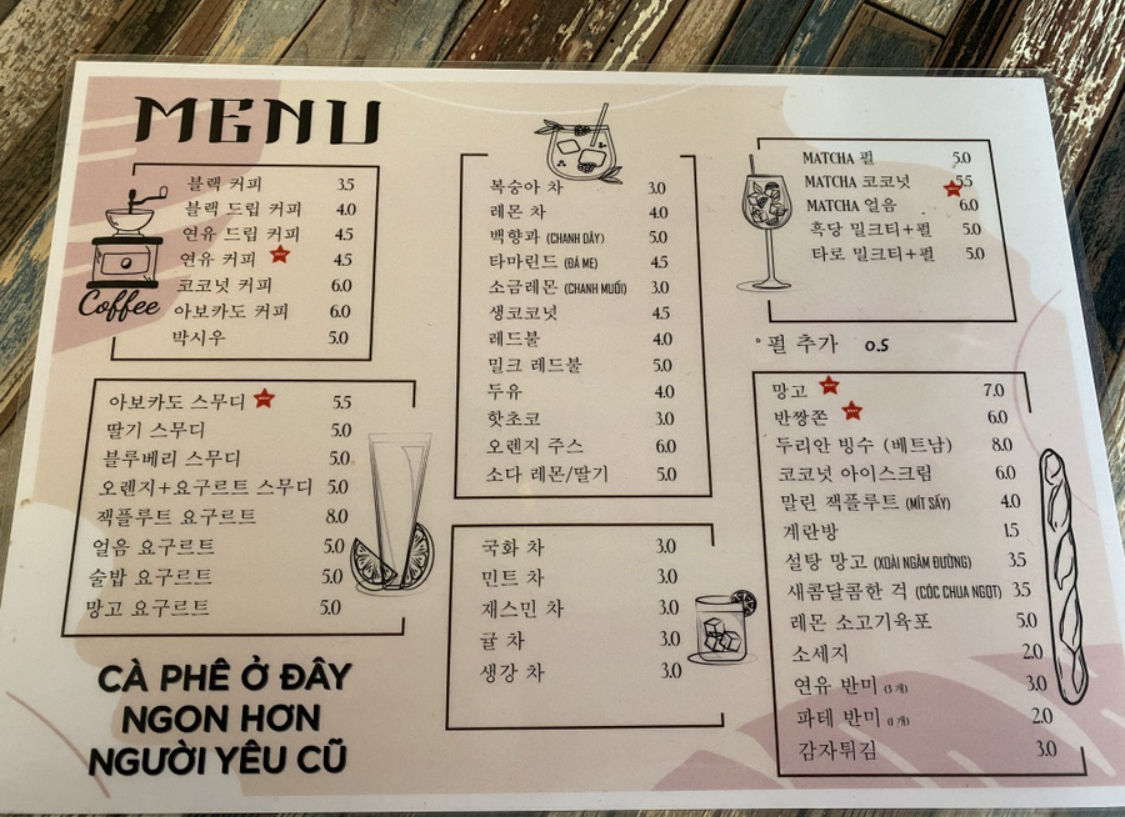 MENU
블랙 커피 3.5
블랙 드립 커피 4.0
연유 드립 커피 4.5
연유 커피 4.5
코코넛 커피 6.0
아보카도 커피 6.0
박시우 5.0
Coffee
아보카도 스무디 5.5
딸기 스무디 5.0
블루베리 스무디 5.0
오렌지+요구르트 스무디 5.0
잭플루트 요구르트 8.0
얼음 요구르트 5.0
술밥 요구르트 5.0
망고 요구르트 5.0
CÀ PHÊ Ở ĐÂY
NGON HƠN
NGƯỜI YÊU CŨ
복숭아 차 3.0
레몬 차 4.0
백향과 (CHANH DÂY) 5.0
타마린드 (ĐÁ ME) 4.5
소금레몬 (CHANH MUỐI) 3.0
생코코넛 4.5
레드불 4.0
밀크 레드불 5.0
두유 4.0
핫초코 3.0
오렌지 주스 6.0
소다 레몬/딸기 5.0
국화 차 3.0
민트 차 3.0
재스민 차 3.0
귤 차 3.0
생강 차 3.0
MATCHA 펄 5.0
MATCHA 코코넛 5.5
MATCHA 얼음 6.0
흑당 밀크티+펄 5.0
타로 밀크티+펄 5.0
° 펄 추가 0.5
망고 7.0
반짱쫀 6.0
두리안 빙수 (베트남) 8.0
코코넛 아이스크림 6.0
말린 잭플루트 (MÍT SẤY) 4.0
계란방 1.5
설탕 망고 (XOÀI NGÂM ĐƯỜNG) 3.5
새콤달콤한 걱 (CÓC CHUA NGỌT) 3.5
레몬 소고기육포 5.0
소세지 2.0
연유 반미 (3개) 3.0
파테 반미 (1개) 2.0
감자튀김 3.0